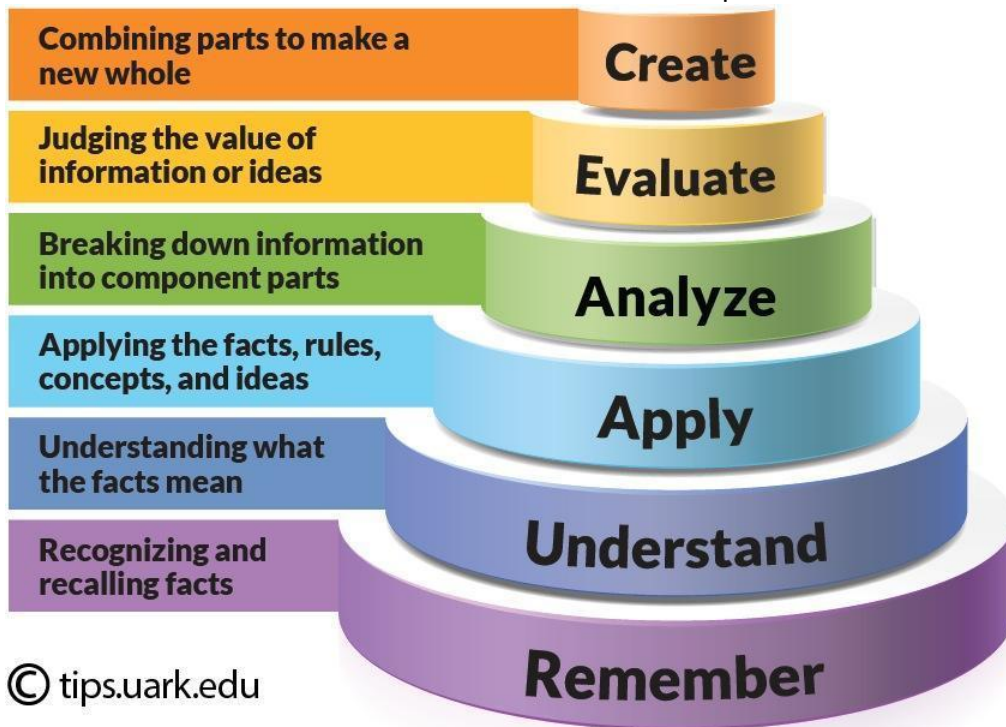 Combining parts to make a
new whole
Create
Judging the value of
information or ideas
Evaluate
Breaking down information
into component parts
Analyze
Applying the facts, rules,
concepts, and ideas
Apply
Understanding what
the facts mean
Understand
Recognizing and
recalling facts
Remember
© tips.uark.edu